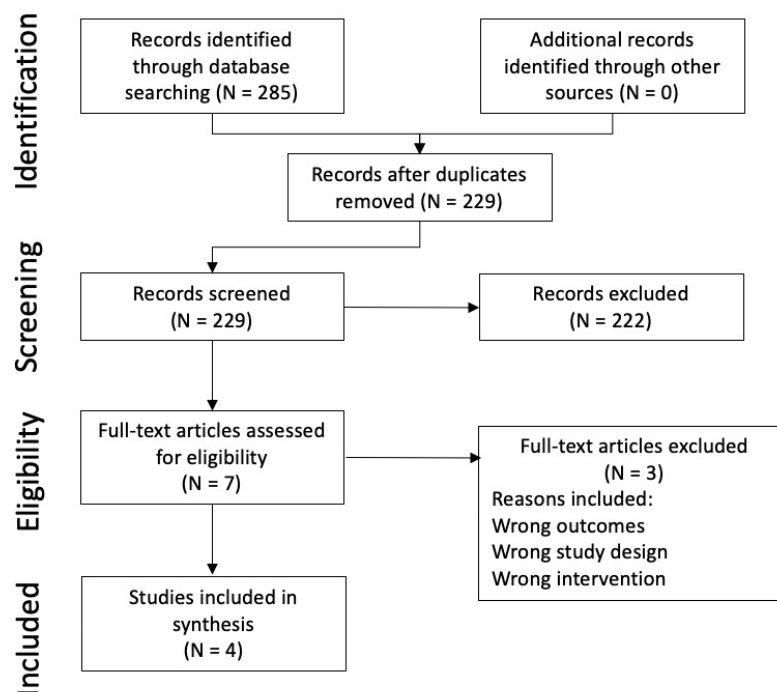 Identification
Records identified
through database
searching (N = 285)
Additional records
identified through other
sources (N = 0)
Records after duplicates
removed (N = 229)
Screening
Records screened
(N = 229)
Records excluded
(N = 222)
Eligibility
Full-text articles assessed
for eligibility
(N = 7)
Full-text articles excluded
(N = 3)
Reasons included:
Wrong outcomes
Wrong study design
Wrong intervention
Included
Studies included in
synthesis
(N = 4)